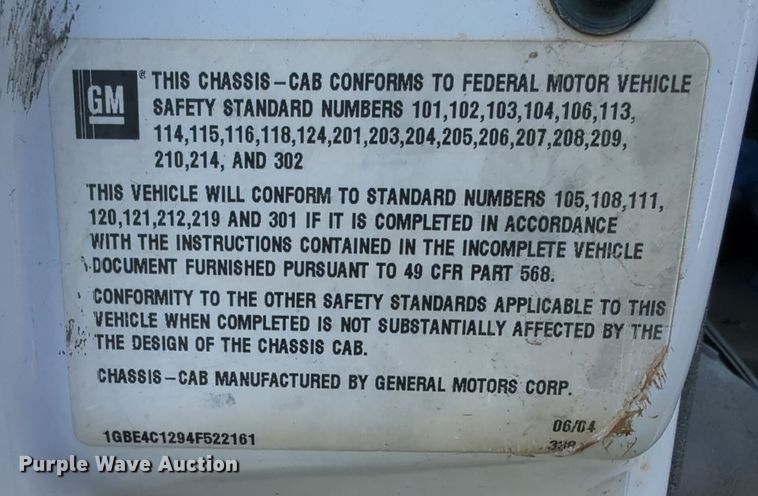 GM
® THIS CHASSIS-CAB CONFORMS TO FEDERAL MOTOR VEHICLE
SAFETY STANDARD NUMBERS 101,102,103,104,106,113,
114,115,116,118,124,201,203,204,205,206,207,208,209,
210,214, AND 302
THIS VEHICLE WILL CONFORM TO STANDARD NUMBERS 105,108,111,
120,121,212,219 AND 301 IF IT IS COMPLETED IN ACCORDANCE
WITH THE INSTRUCTIONS CONTAINED IN THE INCOMPLETE VEHICLE
DOCUMENT FURNISHED PURSUANT TO 49 CFR PART 568.
CONFORMITY TO THE OTHER SAFETY STANDARDS APPLICABLE TO THIS
VEHICLE WHEN COMPLETED IS NOT SUBSTANTIALLY AFFECTED BY THE
THE DESIGN OF THE CHASSIS CAB.
CHASSIS-CAB MANUFACTURED BY GENERAL MOTORS CORP.
1GBE4C1294F522161 06/04
Purple Wave Auction